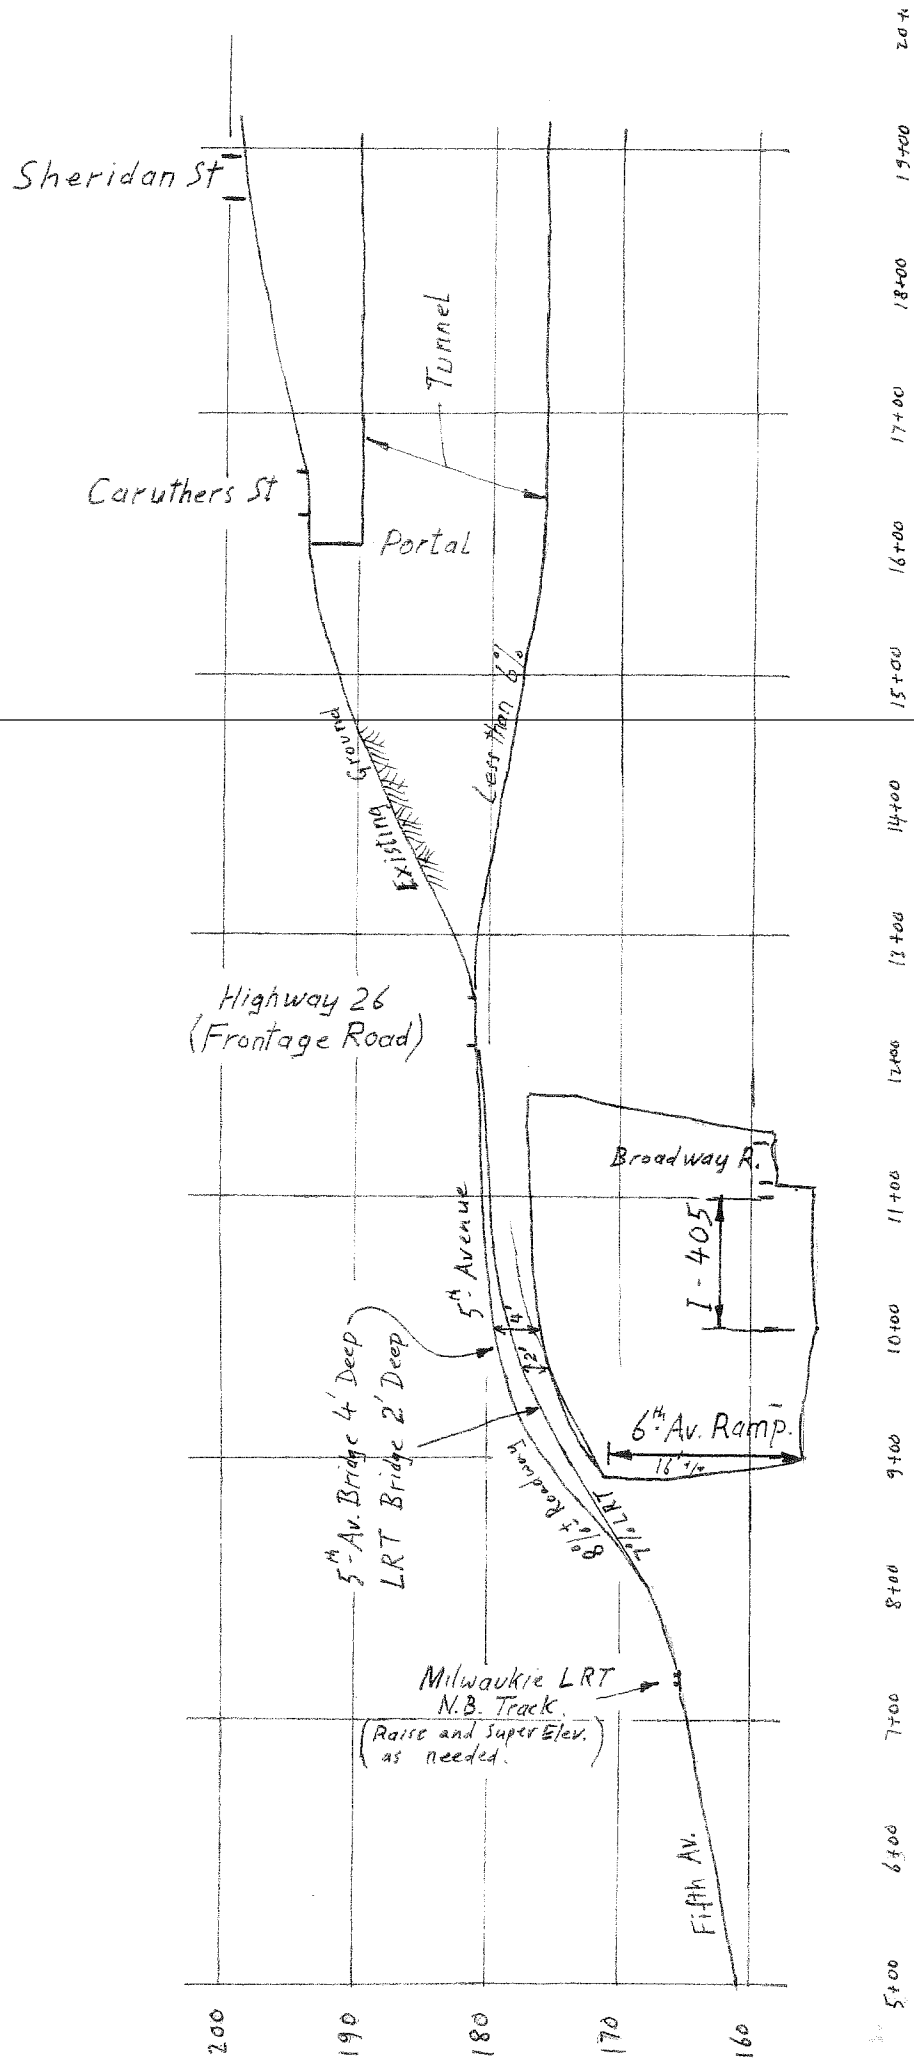 Sheridan St
Caruthers St
Portal
Tunnel
Existing Ground
Less than 6%
Highway 26
(Frontage Road)
5th Avenue
5th Av. Bridge 4' Deep
LRT Bridge 2' Deep
4'
2'
Broadway R.
I-405
6th Av. Ramp.
16' +/-
8%± Roadway
7% LRT
Milwaukie LRT
N.B. Track.
(Raise and Super Elev.
as needed.)
Fifth Av.
200
190
180
170
160
5+00
6+00
7+00
8+00
9+00
10+00
11+00
12+00
13+00
14+00
15+00
16+00
17+00
18+00
19+00